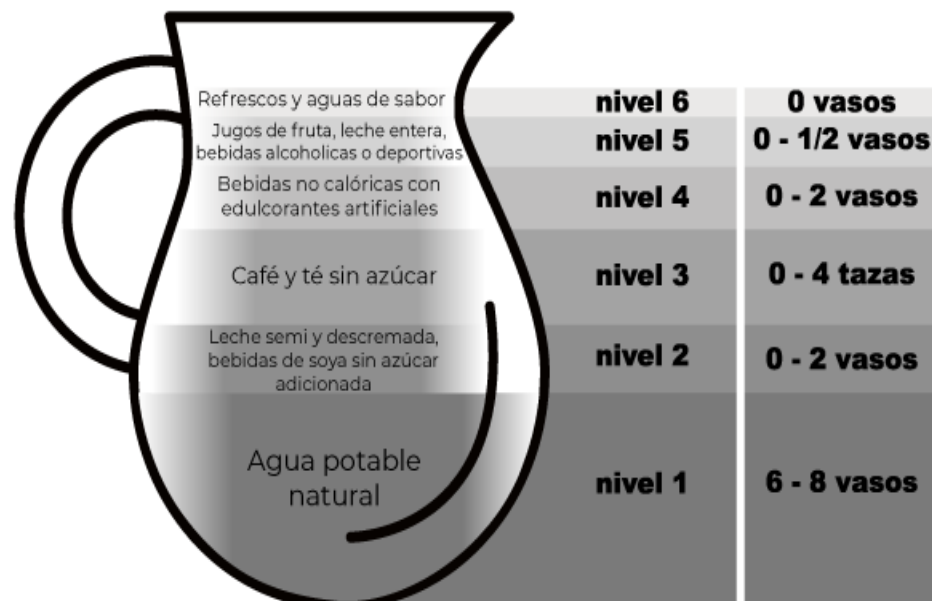 Refrescos y aguas de sabor nivel 6 0 vasos
Jugos de fruta, leche entera,
bebidas alcoholicas o deportivas nivel 5 0 - 1/2 vasos
Bebidas no calóricas con
edulcorantes artificiales nivel 4 0 - 2 vasos
Café y té sin azúcar nivel 3 0 - 4 tazas
Leche semi y descremada,
bebidas de soya sin azúcar
adicionada nivel 2 0 - 2 vasos
Agua potable
natural nivel 1 6 - 8 vasos